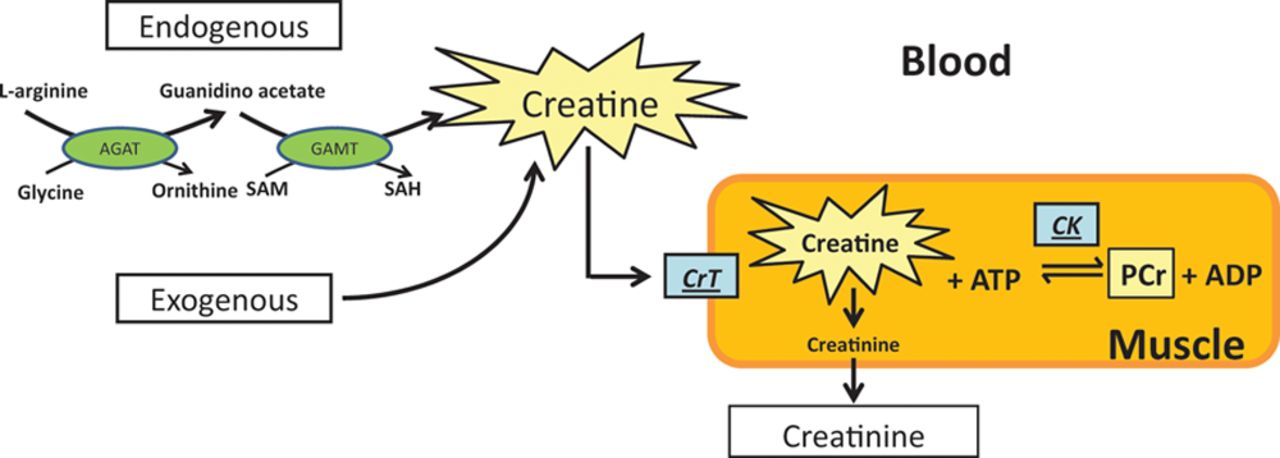 Endogenous
Blood
L-arginine
Guanidino acetate
Creatine
AGAT
GAMT
Glycine
Ornithine
SAM
SAH
Exogenous
CrT
Creatine
CK
+ ATP
PCr
+ ADP
Creatinine
Muscle
Creatinine